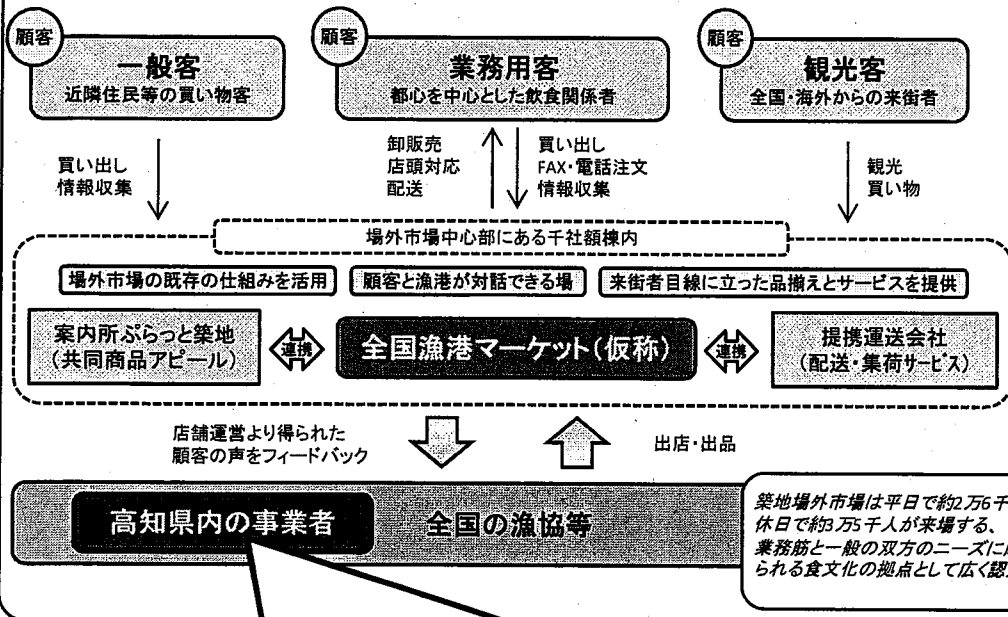 顧客
一般客
近隣住民等の買い物客
顧客
業務用客
都心を中心とした飲食関係者
顧客
観光客
全国・海外からの来街者
買い出し
情報収集
卸販売
店頭対応
配送
買い出し
FAX・電話注文
情報収集
観光
買い物
場外市場中心部にある千社額棟内
場外市場の既存の仕組みを活用
顧客と漁港が対話できる場
来街者目線に立った品揃えとサービスを提供
案内所ぷらっと築地
(共同商品アピール)
連携
全国漁港マーケット(仮称)
連携
提携運送会社
(配送・集荷サービス)
店舗運営より得られた
顧客の声をフィードバック
出店・出品
高知県内の事業者
全国の漁協等
築地場外市場は平日で約2万6千
休日で約3万5千人が来場する、
業務筋と一般の双方のニーズに
られる食文化の拠点として広く認